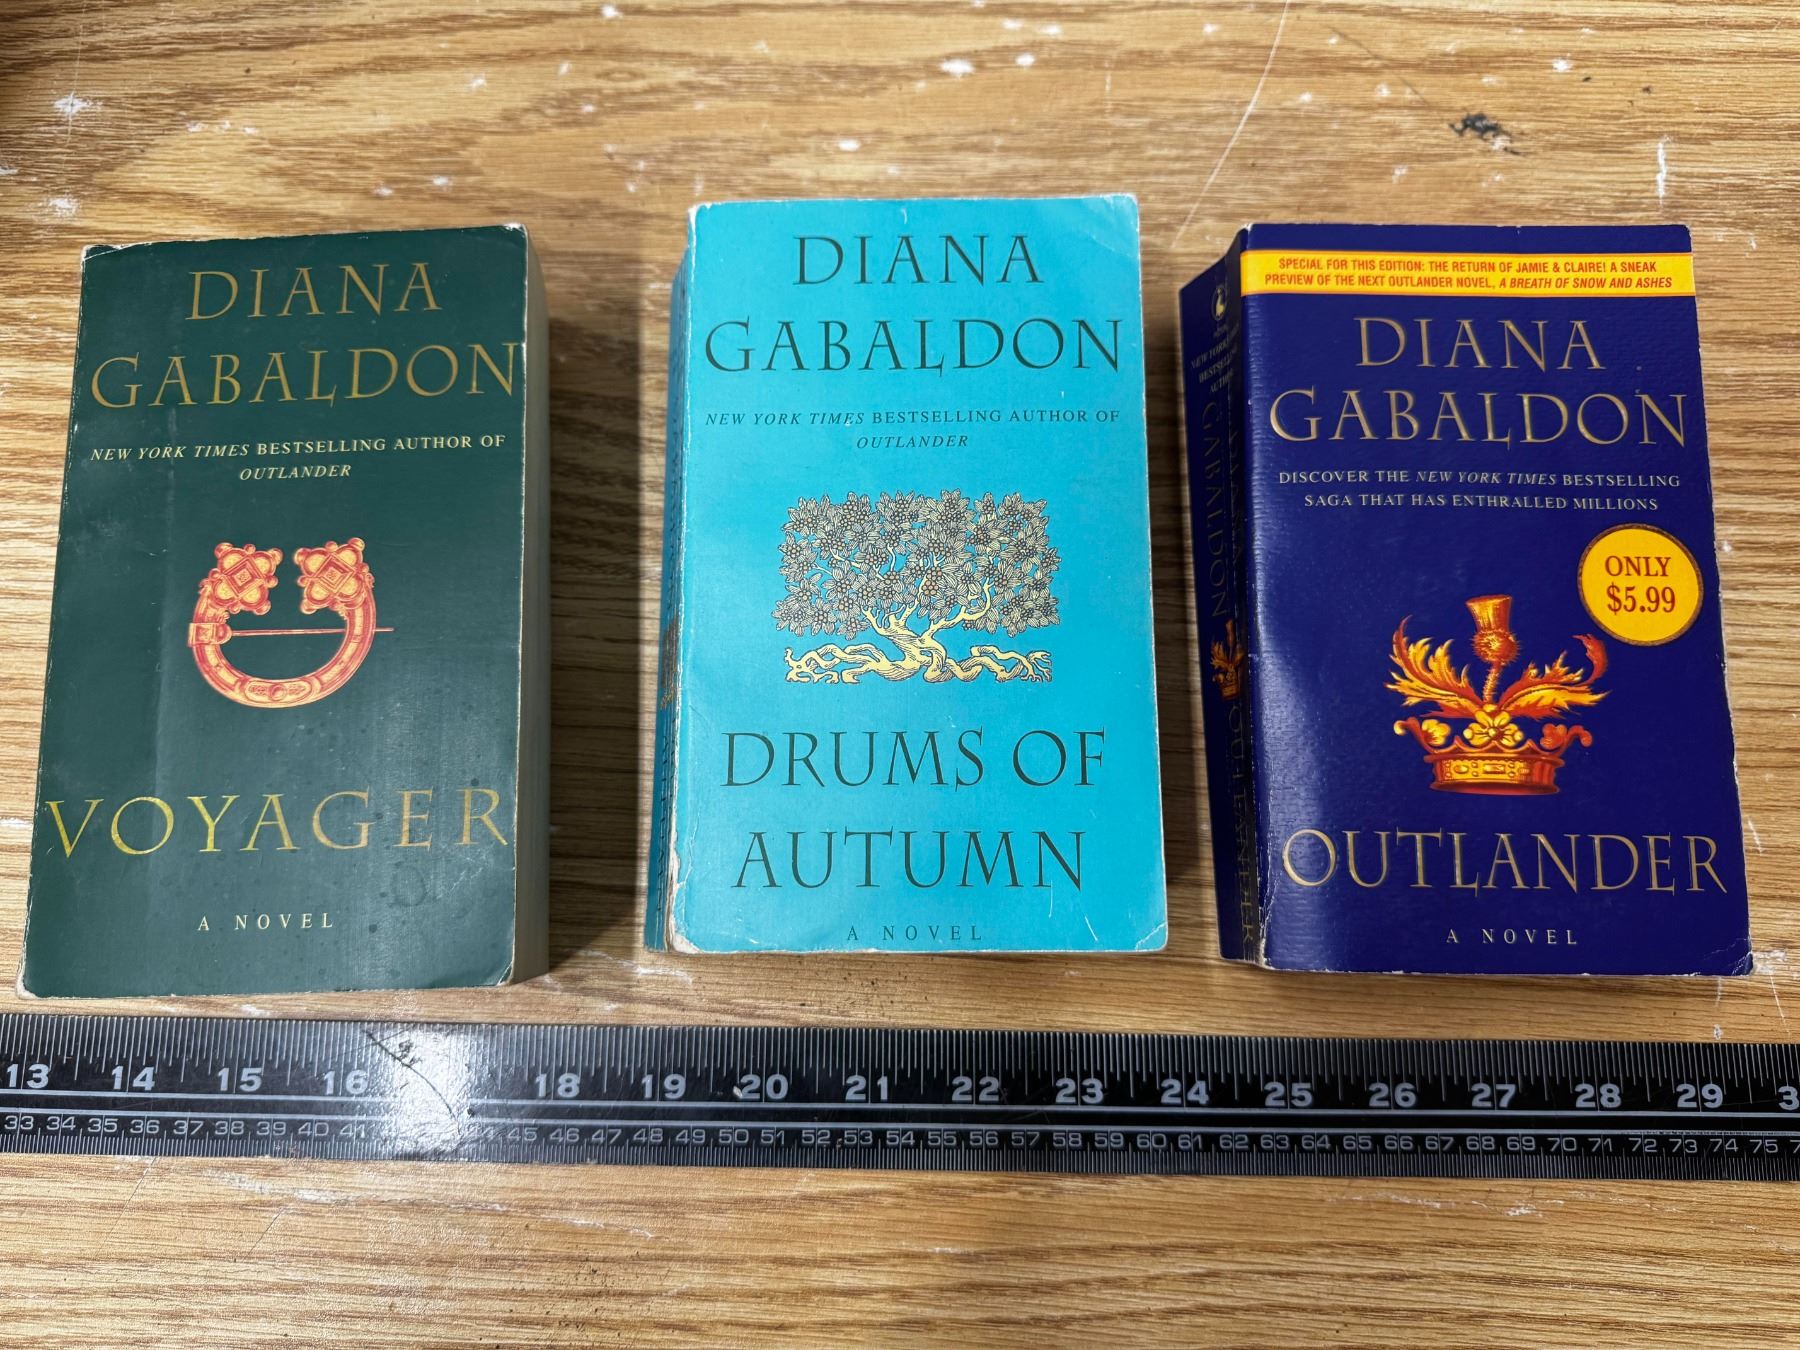 DIANA
GABALDON
NEW YORK TIMES BESTSELLING AUTHOR OF
OUTLANDER
VOYAGER
A NOVEL
DIANA
GABALDON
NEW YORK TIMES BESTSELLING AUTHOR OF
OUTLANDER
DRUMS OF
AUTUMN
A NOVEL
SPECIAL FOR THIS EDITION: THE RETURN OF JAMIE & CLAIRE! A SNEAK
PREVIEW OF THE NEXT OUTLANDER NOVEL, A BREATH OF SNOW AND ASHES
DIANA
GABALDON
DISCOVER THE NEW YORK TIMES BESTSELLING
SAGA THAT HAS ENTHRALLED MILLIONS
ONLY
$5.99
OUTLANDER
A NOVEL
NEW YORK
BESTSELLING
DIANA
GABALDON
OUTLANDER
13 14 15 16 18 19 20 21 22 23 24 25 26 27 28 29
33 34 35 36 37 38 39 40 41 45 46 47 48 49 50 51 52 53 54 55 56 57 58 59 60 61 62 63 64 65 66 67 68 69 70 71 72 73 74 75